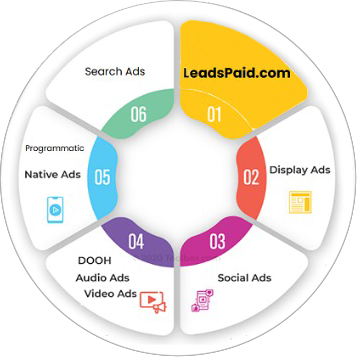 LeadsPaid.com
01
02
Display Ads
03
Social Ads
04
DOOH
Audio Ads
Video Ads
05
Programmatic
Native Ads
06
Search Ads